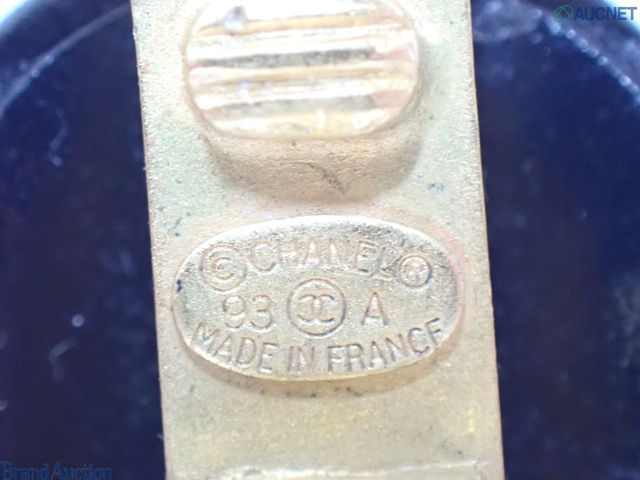 AUCNET
© CHANEL ®
93 A
MADE IN FRANCE
Brand Auction